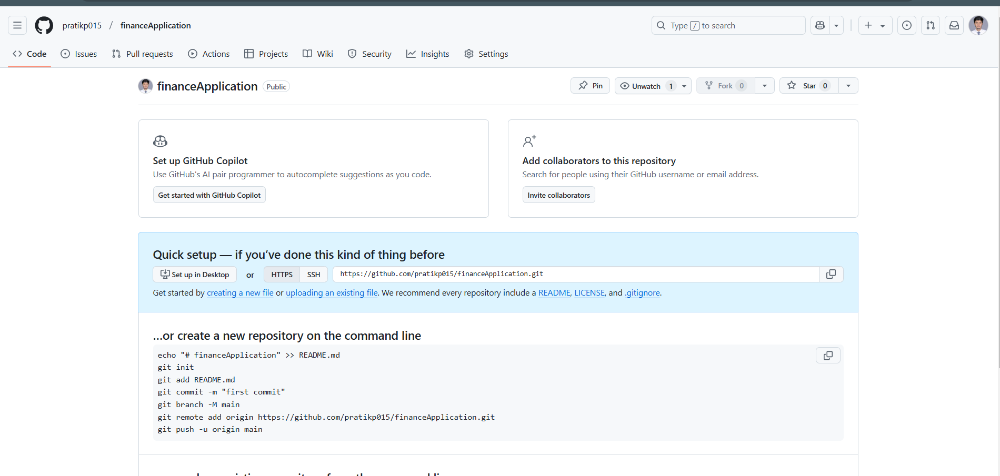 pratikp015 / financeApplication
Type / to search
Code Issues Pull requests Actions Projects Wiki Security Insights Settings
financeApplication Public
Pin Unwatch 1 Fork 0 Star 0
Set up GitHub Copilot
Use GitHub's AI pair programmer to autocomplete suggestions as you code.
Get started with GitHub Copilot
Add collaborators to this repository
Search for people using their GitHub username or email address.
Invite collaborators
Quick setup — if you’ve done this kind of thing before
Set up in Desktop or HTTPS SSH https://github.com/pratikp015/financeApplication.git
Get started by creating a new file or uploading an existing file. We recommend every repository include a README, LICENSE, and .gitignore.
…or create a new repository on the command line
echo "# financeApplication" >> README.md
git init
git add README.md
git commit -m "first commit"
git branch -M main
git remote add origin https://github.com/pratikp015/financeApplication.git
git push -u origin main